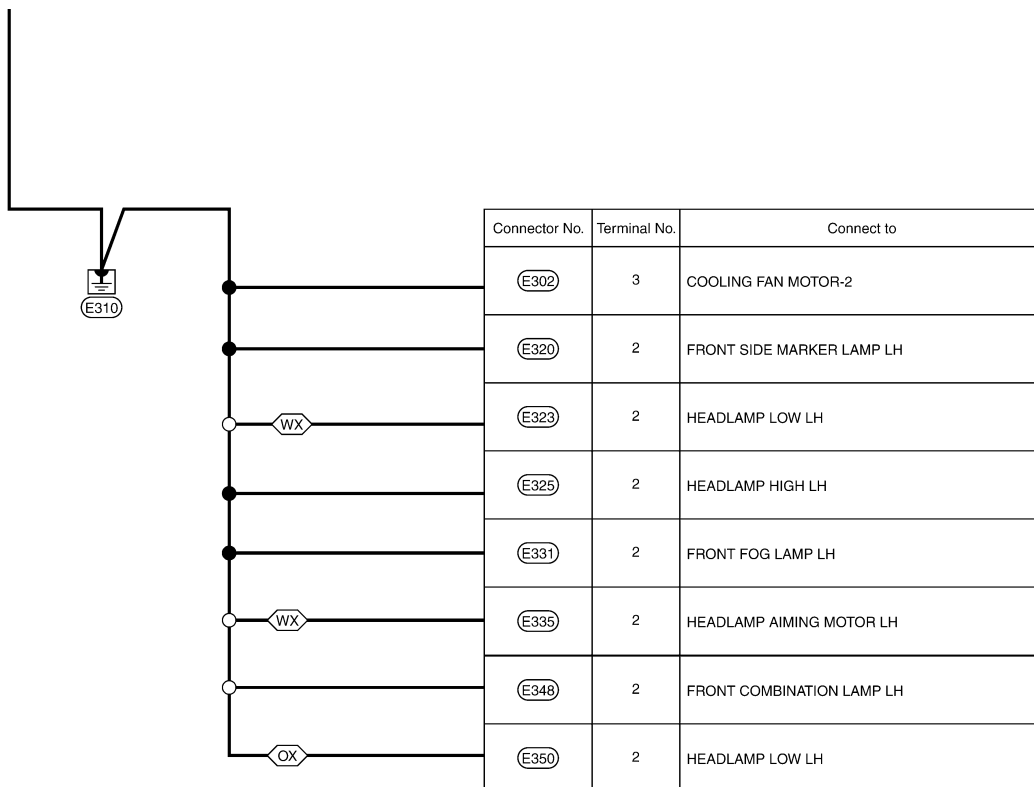 Connector No. Terminal No. Connect to
E302 3 COOLING FAN MOTOR-2
E310
E320 2 FRONT SIDE MARKER LAMP LH
WX E323 2 HEADLAMP LOW LH
E325 2 HEADLAMP HIGH LH
E331 2 FRONT FOG LAMP LH
WX E335 2 HEADLAMP AIMING MOTOR LH
E348 2 FRONT COMBINATION LAMP LH
OX E350 2 HEADLAMP LOW LH